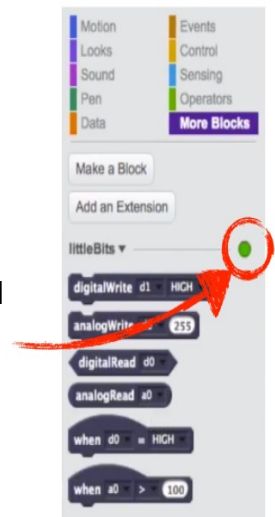 Motion Events
Looks Control
Sound Sensing
Pen Operators
Data More Blocks
Make a Block
Add an Extension
littleBits ▾
digitalWrite d1 HIGH
analogWrite 255
digitalRead d0
analogRead a0
when d0 = HIGH
when a0 > 100